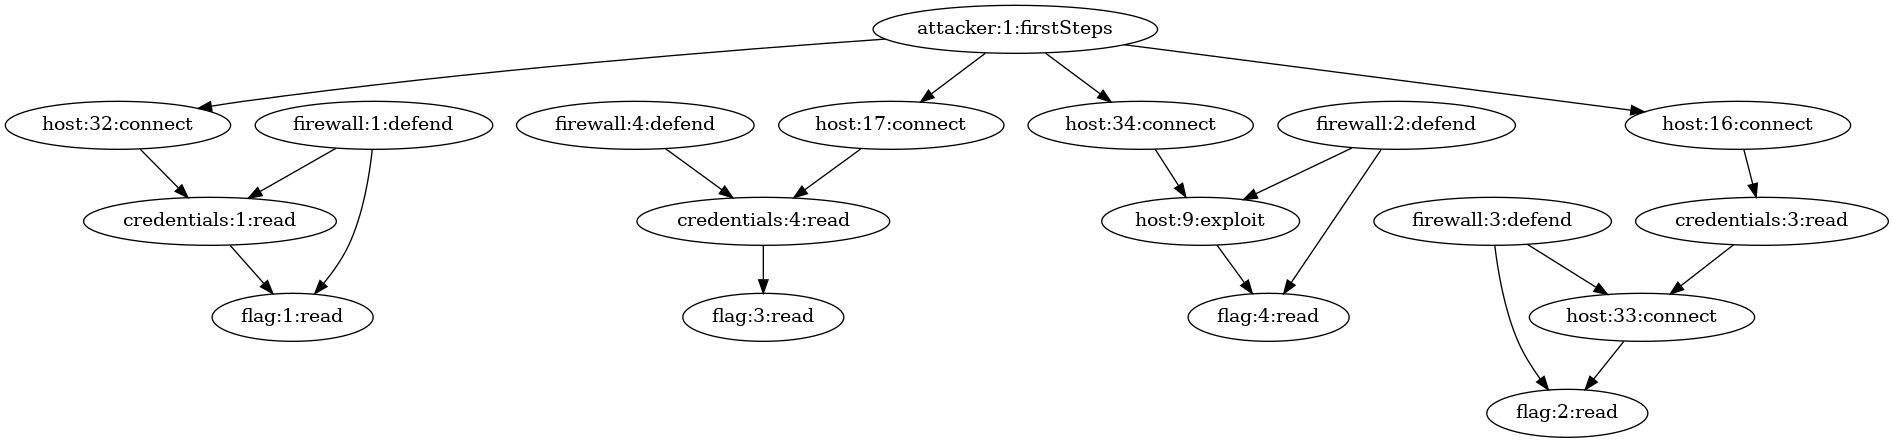 attacker:1:firstSteps
host:32:connect
firewall:1:defend
firewall:4:defend
host:17:connect
host:34:connect
firewall:2:defend
host:16:connect
credentials:1:read
credentials:4:read
host:9:exploit
firewall:3:defend
credentials:3:read
flag:1:read
flag:3:read
flag:4:read
host:33:connect
flag:2:read